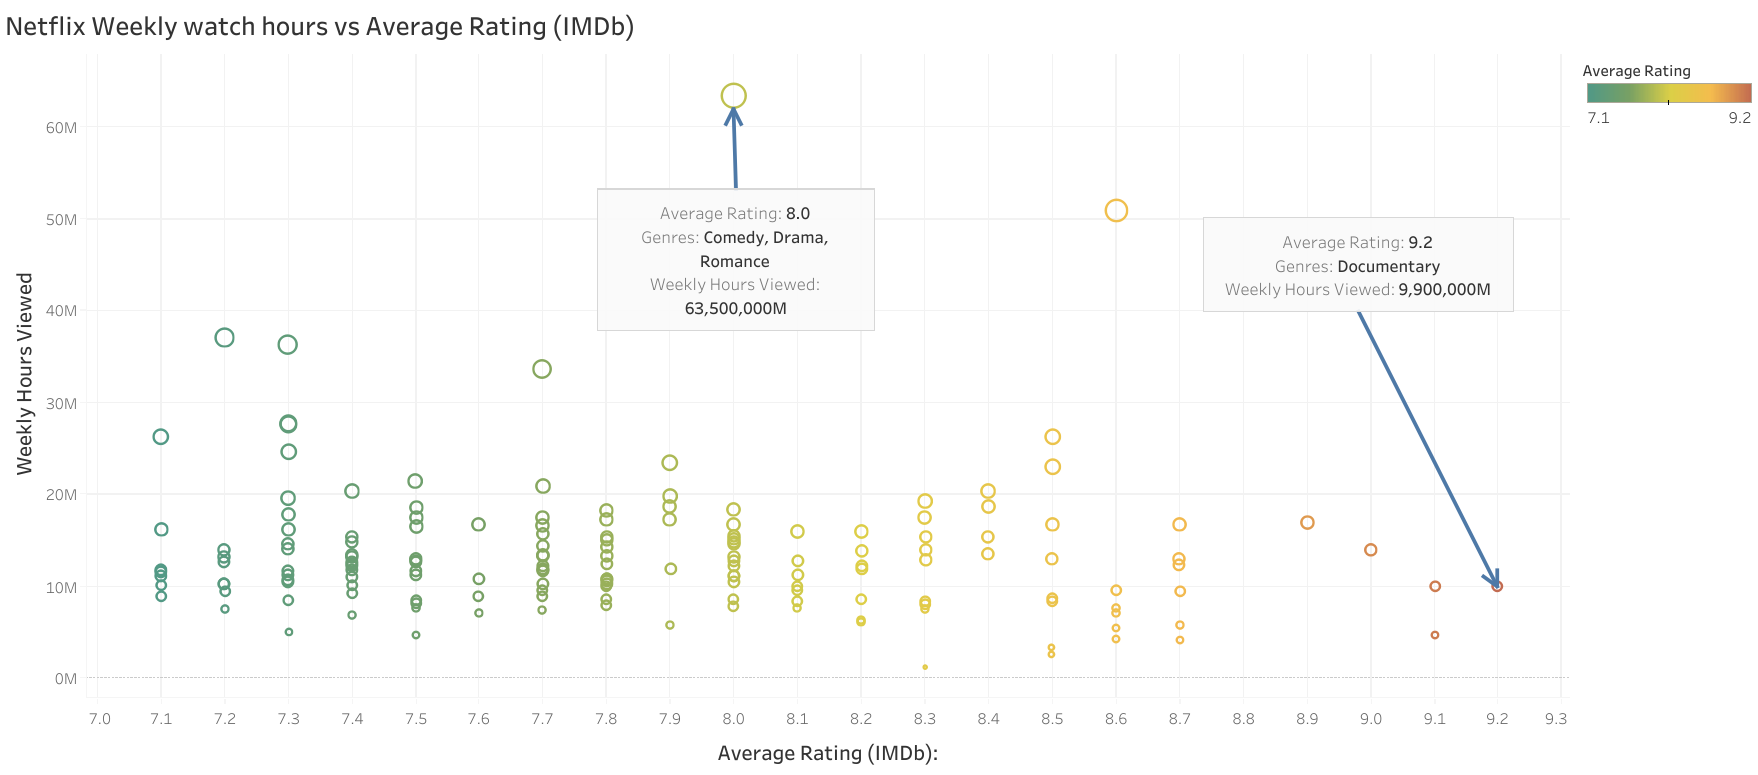 Netflix Weekly watch hours vs Average Rating (IMDb)
Average Rating
7.1 9.2
Weekly Hours Viewed
60M
50M
40M
30M
20M
10M
0M
Average Rating: 8.0
Genres: Comedy, Drama,
Romance
Weekly Hours Viewed:
63,500,000M
Average Rating: 9.2
Genres: Documentary
Weekly Hours Viewed: 9,900,000M
7.0 7.1 7.2 7.3 7.4 7.5 7.6 7.7 7.8 7.9 8.0 8.1 8.2 8.3 8.4 8.5 8.6 8.7 8.8 8.9 9.0 9.1 9.2 9.3
Average Rating (IMDb):